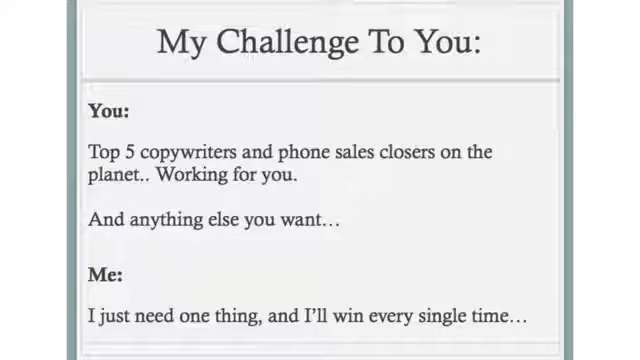 My Challenge To You:
You:
Top 5 copywriters and phone sales closers on the
planet.. Working for you.
And anything else you want…
Me:
I just need one thing, and I’ll win every single time…